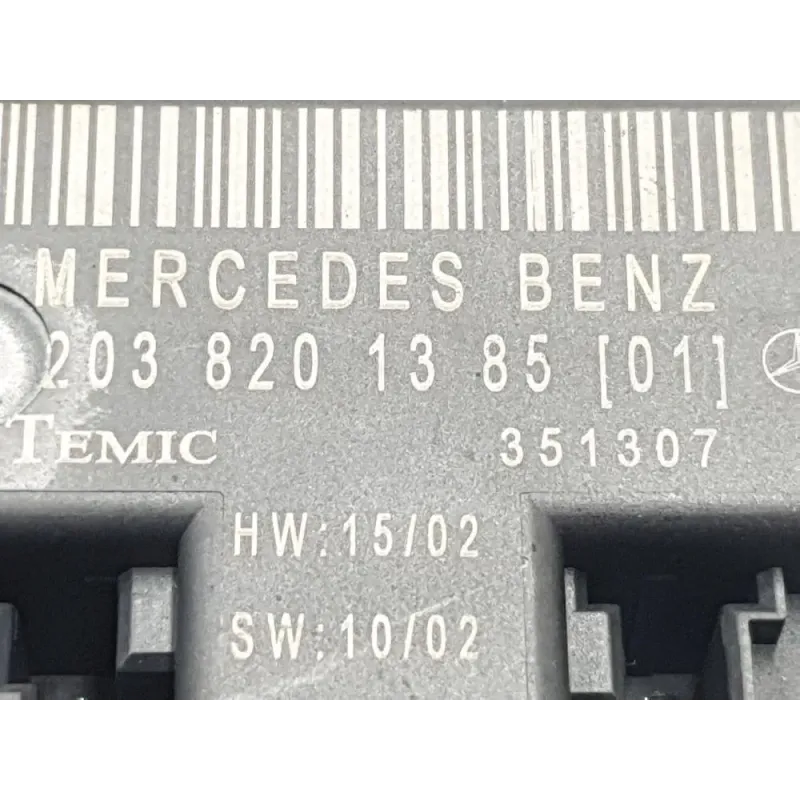 MERCEDES BENZ
203 820 13 85 [01]
TEMIC 351307
HW:15/02
SW:10/02